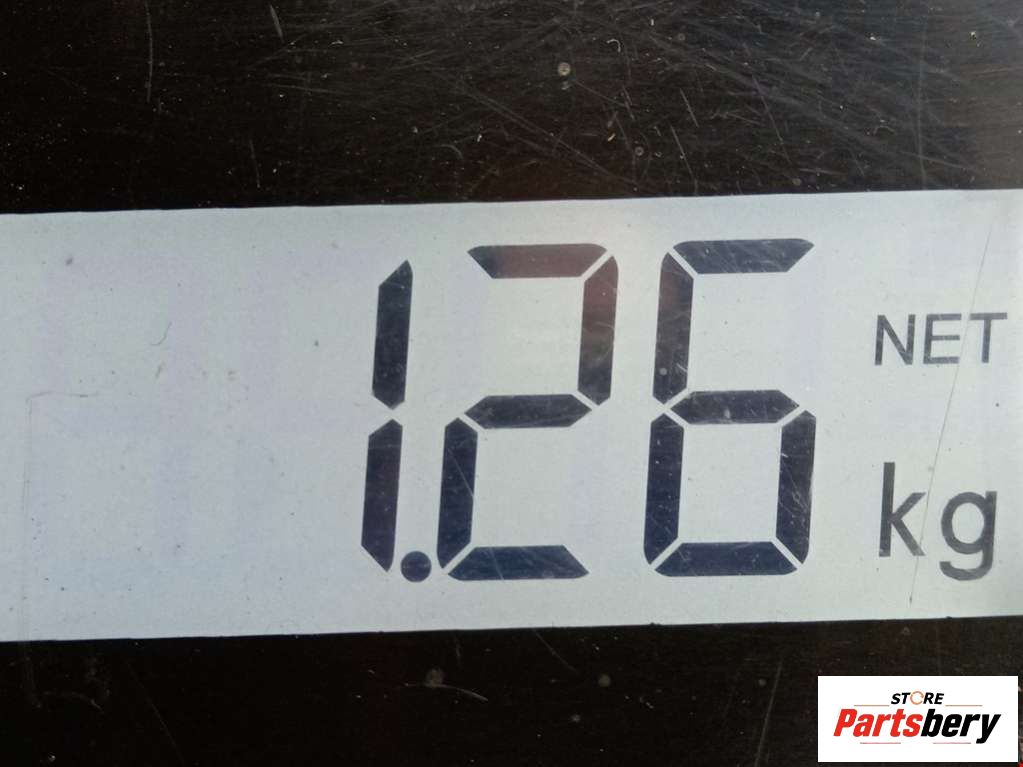 1.26
NET
kg
STORE
Partsbery